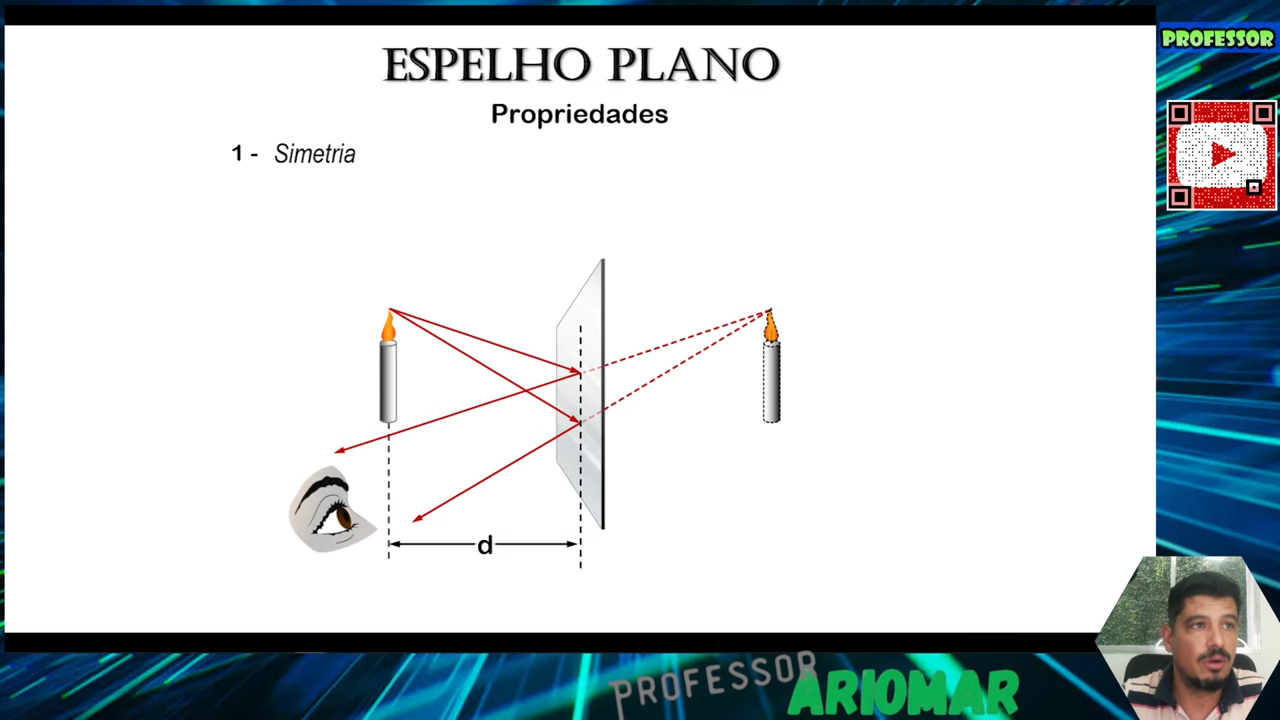 ESPELHO PLANO
PROFESSOR
Propriedades
1 - Simetria
d
PROFESSOR
ARIOMAR